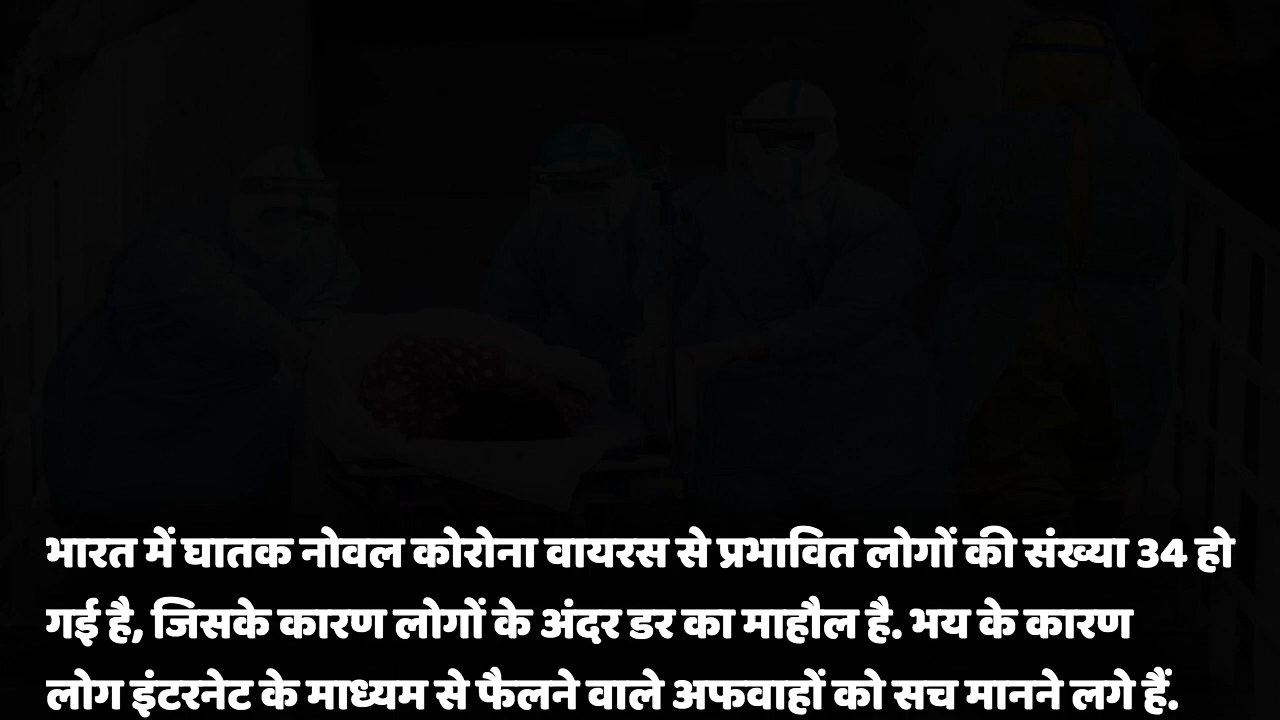 भारत में घातक नोवल कोरोना वायरस से प्रभावित लोगों की संख्या 34 हो
गई है, जिसके कारण लोगों के अंदर डर का माहौल है. भय के कारण
लोग इंटरनेट के माध्यम से फैलने वाले अफवाहों को सच मानने लगे हैं.